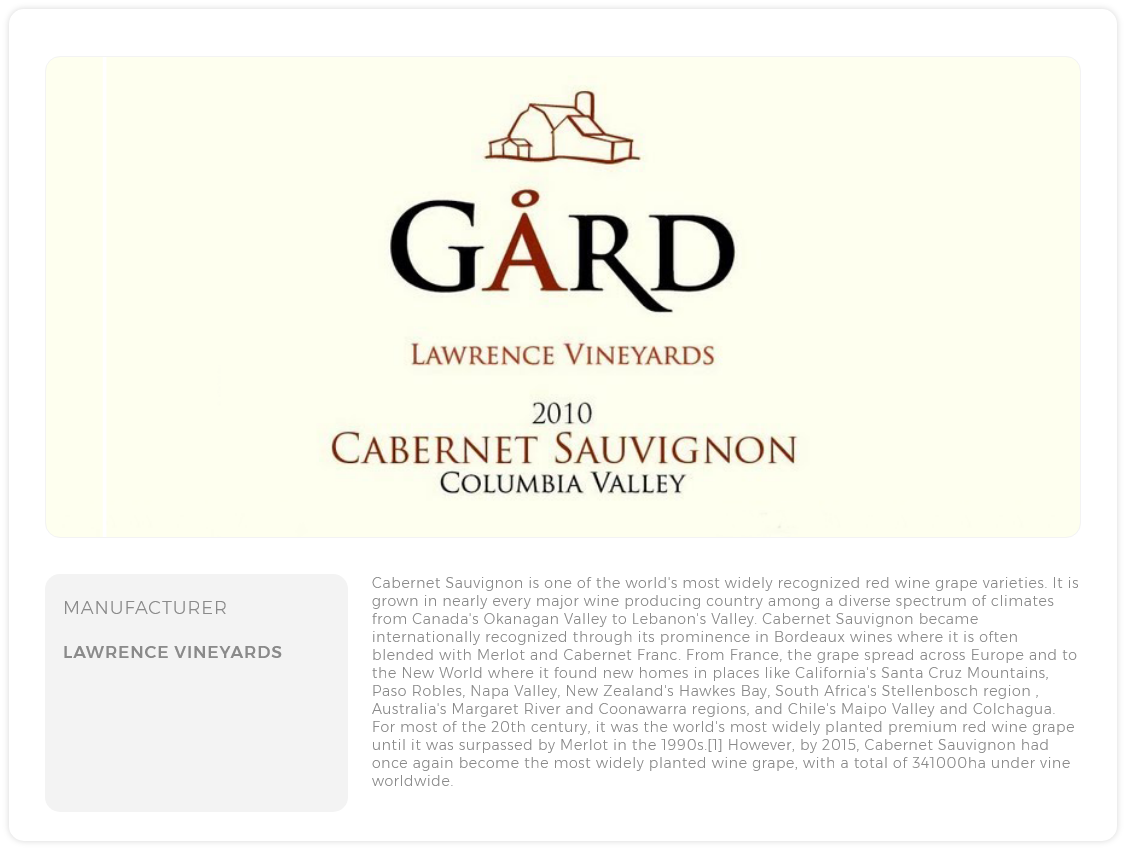 GÅRD
LAWRENCE VINEYARDS
2010
CABERNET SAUVIGNON
COLUMBIA VALLEY
MANUFACTURER
LAWRENCE VINEYARDS
Cabernet Sauvignon is one of the world's most widely recognized red wine grape varieties. It is
grown in nearly every major wine producing country among a diverse spectrum of climates
from Canada's Okanagan Valley to Lebanon's Valley. Cabernet Sauvignon became
internationally recognized through its prominence in Bordeaux wines where it is often
blended with Merlot and Cabernet Franc. From France, the grape spread across Europe and to
the New World where it found new homes in places like California's Santa Cruz Mountains,
Paso Robles, Napa Valley, New Zealand's Hawkes Bay, South Africa's Stellenbosch region ,
Australia's Margaret River and Coonawarra regions, and Chile's Maipo Valley and Colchagua.
For most of the 20th century, it was the world's most widely planted premium red wine grape
until it was surpassed by Merlot in the 1990s.[1] However, by 2015, Cabernet Sauvignon had
once again become the most widely planted wine grape, with a total of 341000ha under vine
worldwide.